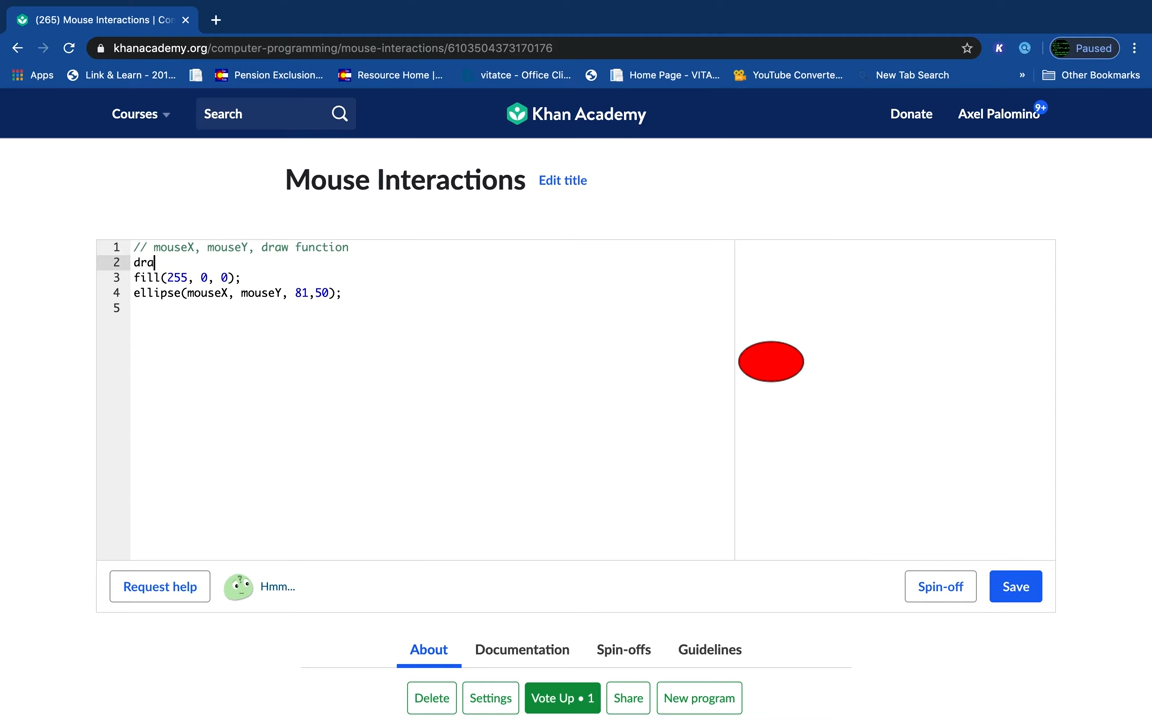 (265) Mouse Interactions | Co
khanacademy.org/computer-programming/mouse-interactions/6103504373170176
K
Paused
Apps
Link & Learn - 201...
Pension Exclusion...
Resource Home |...
vitatce - Office Cli...
Home Page - VITA...
YouTube Converte...
New Tab Search
»
Other Bookmarks
Courses
Search
Khan Academy
Donate
Axel Palomino
9+
Mouse Interactions
Edit title
1 // mouseX, mouseY, draw function
2 dra
3 fill(255, 0, 0);
4 ellipse(mouseX, mouseY, 81,50);
5
Request help
Hmm...
Spin-off
Save
About
Documentation
Spin-offs
Guidelines
Delete
Settings
Vote Up • 1
Share
New program